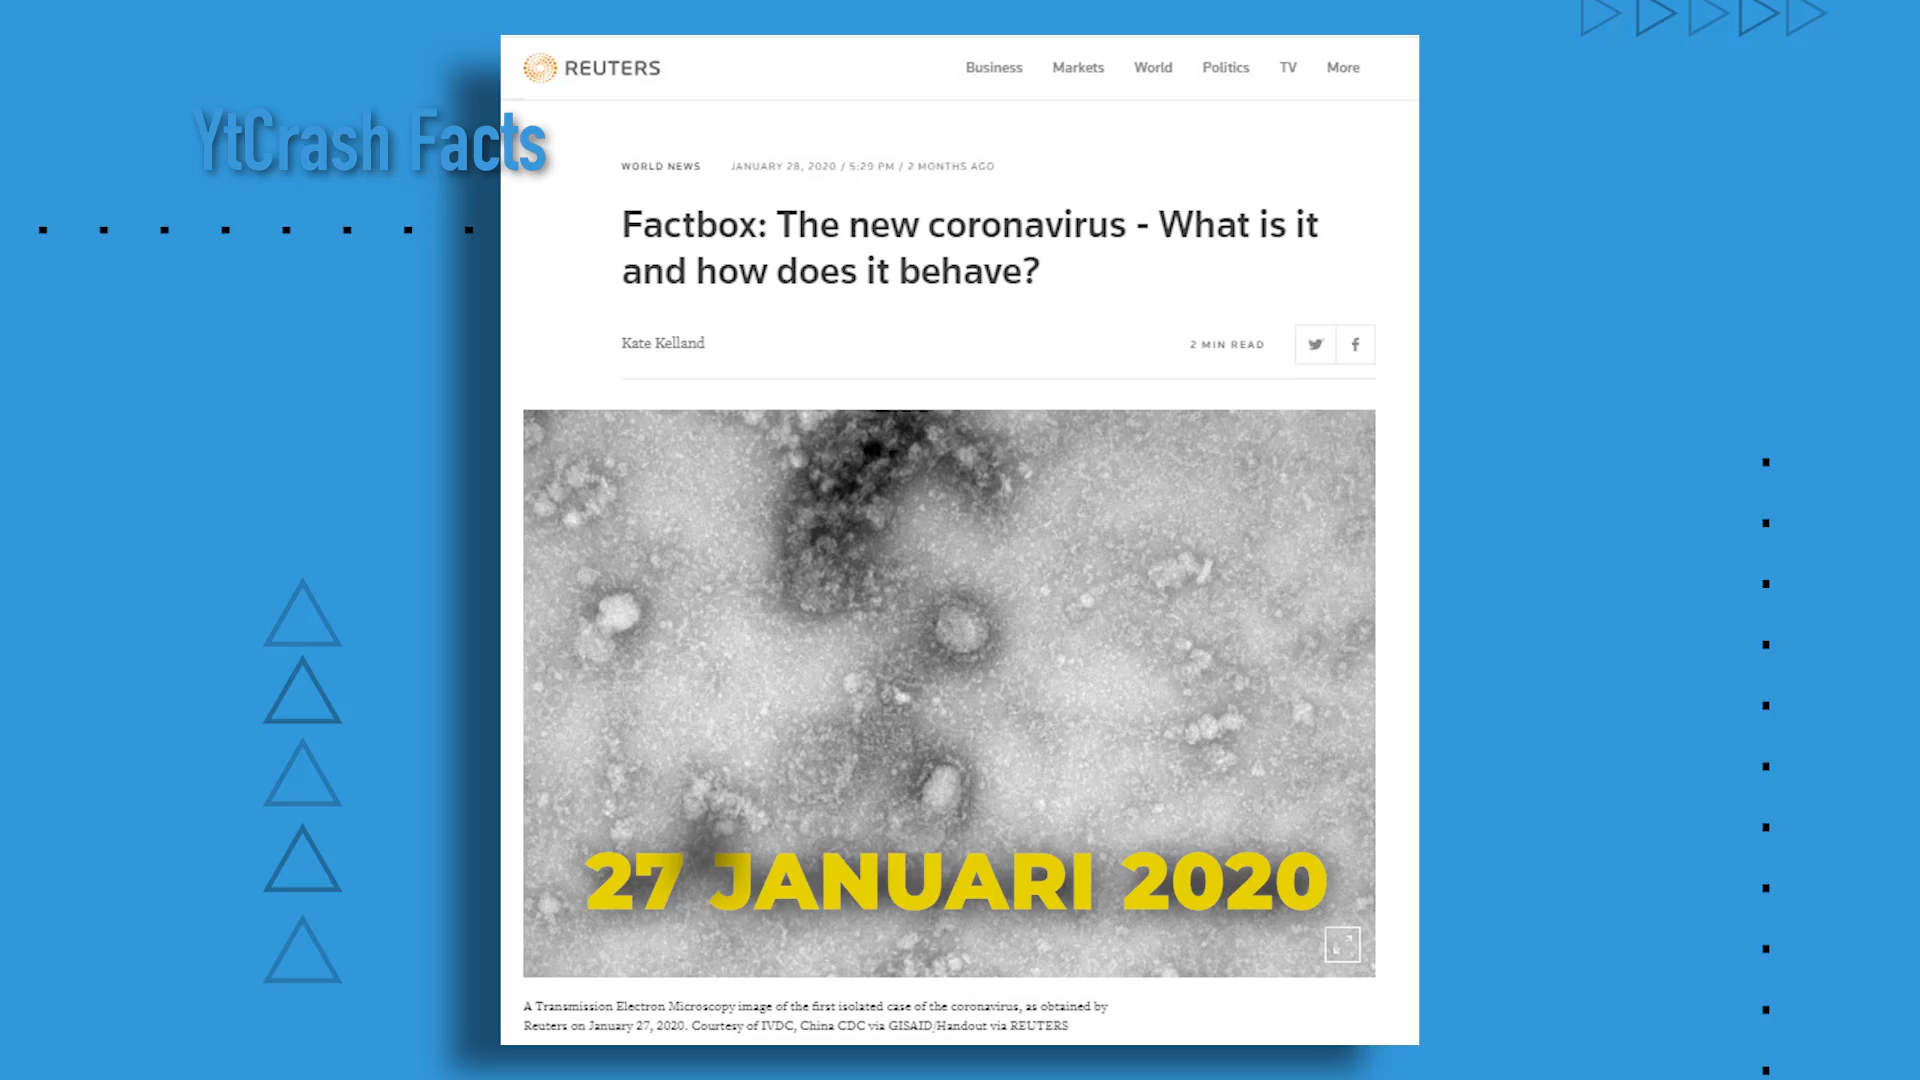 REUTERS
Business Markets World Politics TV More
YtCrash Facts
WORLD NEWS JANUARY 28, 2020 / 5:29 PM / 2 MONTHS AGO
Factbox: The new coronavirus - What is it
and how does it behave?
Kate Kelland
2 MIN READ
27 JANUARI 2020
A Transmission Electron Microscopy image of the first isolated case of the coronavirus, as obtained by
Reuters on January 27, 2020. Courtesy of IVDC, China CDC via GISAID/Handout via REUTERS